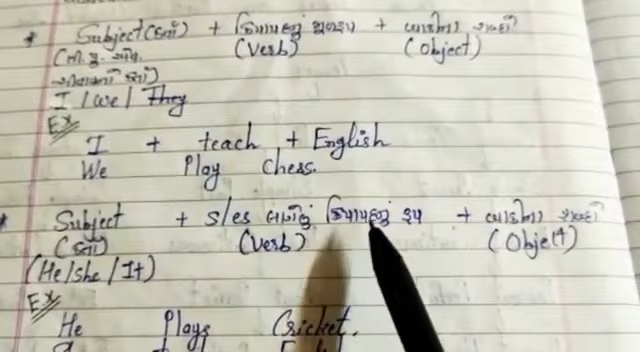 * Subject (કર્તા) + ક્રિયાપદનું મૂળરૂપ + બાકીના શબ્દો
(Verb) (Object)
I / we / They
Ex
I + teach + English
We Play Chess.
* Subject + s/es લાગેલું ક્રિયાપદનું રૂપ + બાકીના શબ્દો
(કર્તા) (Verb) (Object)
(He/she / It)
Ex
He Plays Cricket.